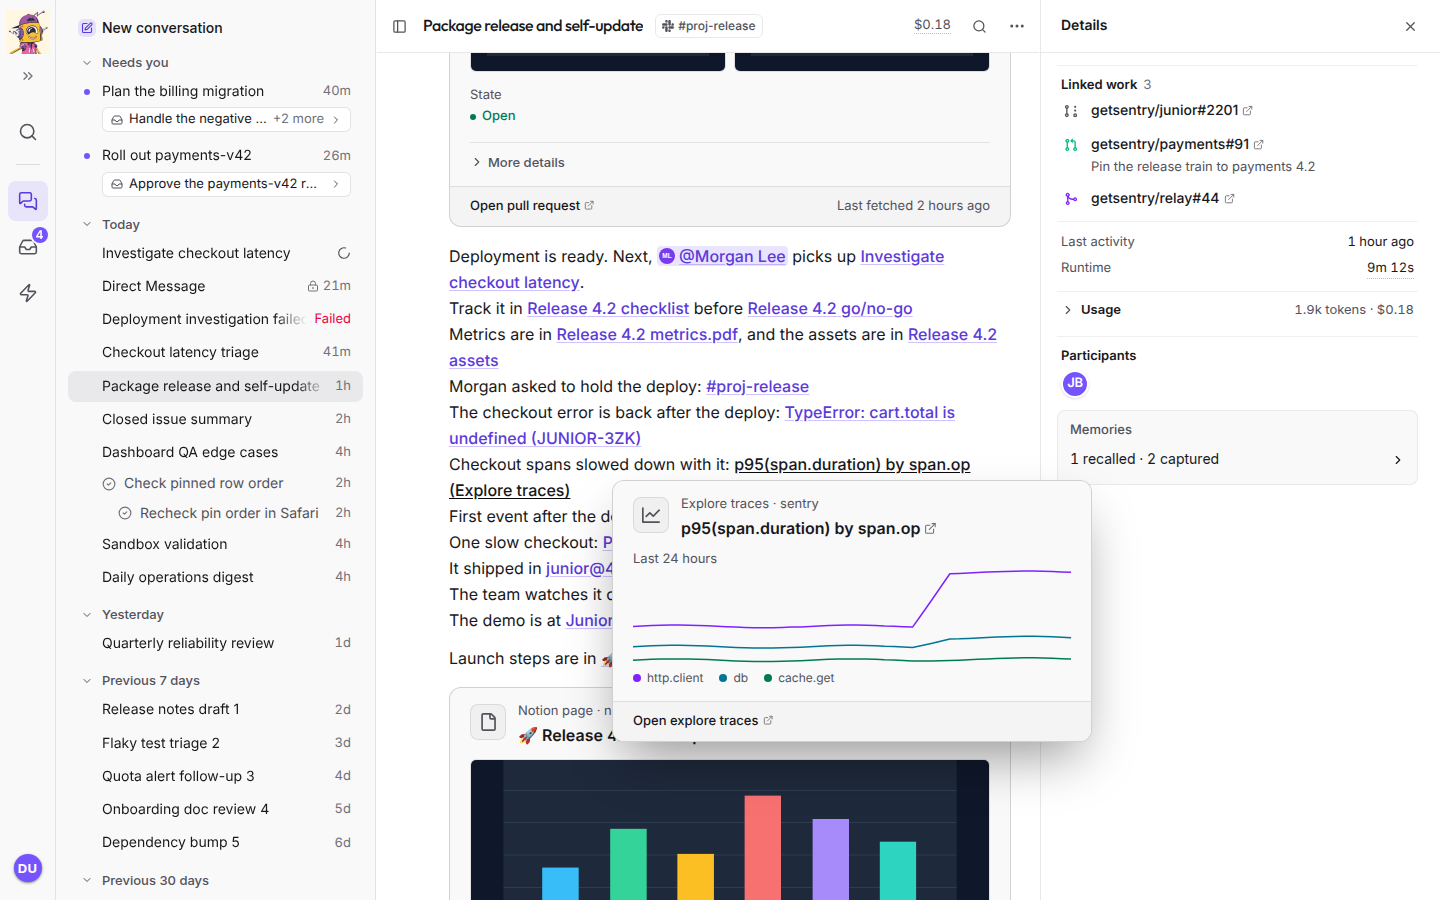 New conversation
Needs you
Plan the billing migration 40m
Handle the negative ... +2 more
Roll out payments-v42 26m
Approve the payments-v42 r...
Today
Investigate checkout latency
Direct Message 21m
Deployment investigation failed Failed
Checkout latency triage 41m
Package release and self-update 1h
Closed issue summary 2h
Dashboard QA edge cases 4h
Check pinned row order 2h
Recheck pin order in Safari 2h
Sandbox validation 4h
Daily operations digest 4h
Yesterday
Quarterly reliability review 1d
Previous 7 days
Release notes draft 1 2d
Flaky test triage 2 3d
Quota alert follow-up 3 4d
Onboarding doc review 4 5d
Dependency bump 5 6d
Previous 30 days
4
DU
Package release and self-update #proj-release $0.18
State
Open
More details
Open pull request Last fetched 2 hours ago
Deployment is ready. Next, ML @Morgan Lee picks up Investigate
checkout latency.
Track it in Release 4.2 checklist before Release 4.2 go/no-go
Metrics are in Release 4.2 metrics.pdf, and the assets are in Release 4.2
assets
Morgan asked to hold the deploy: #proj-release
The checkout error is back after the deploy: TypeError: cart.total is
undefined (JUNIOR-3ZK)
Checkout spans slowed down with it: p95(span.duration) by span.op
(Explore traces)
First event after the d
One slow checkout: P
It shipped in junior@4
The team watches it
The demo is at Junior
Launch steps are in 🚀
Notion page · n
🚀 Release 4
Explore traces · sentry
p95(span.duration) by span.op
Last 24 hours
http.client db cache.get
Open explore traces
Details
Linked work 3
getsentry/junior#2201
getsentry/payments#91
Pin the release train to payments 4.2
getsentry/relay#44
Last activity 1 hour ago
Runtime 9m 12s
Usage 1.9k tokens · $0.18
Participants
JB
Memories
1 recalled · 2 captured